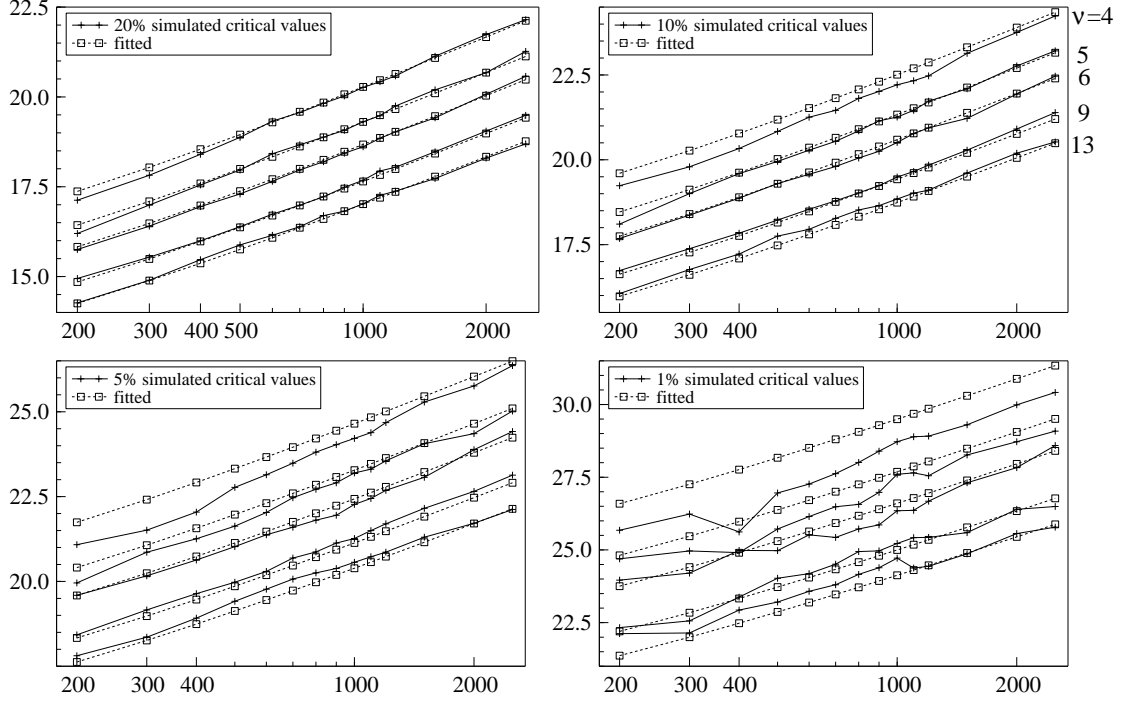 22.5
20.0
17.5
15.0
20% simulated critical values
fitted
200 300 400 500 1000 2000
22.5
20.0
17.5
10% simulated critical values
fitted
ν=4
5
6
9
13
200 300 400 1000 2000
25.0
22.5
20.0
5% simulated critical values
fitted
200 300 400 1000 2000
30.0
27.5
25.0
22.5
1% simulated critical values
fitted
200 300 400 1000 2000